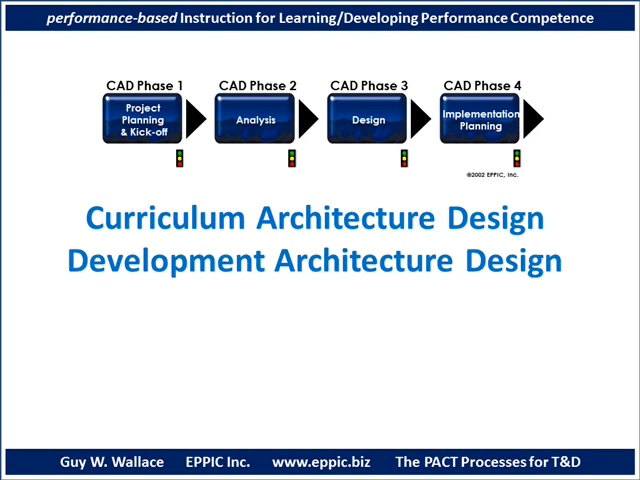 performance-based Instruction for Learning/Developing Performance Competence
CAD Phase 1 CAD Phase 2 CAD Phase 3 CAD Phase 4
Project Planning & Kick-off
Analysis
Design
Implementation Planning
©2002 EPPIC, Inc.
Curriculum Architecture Design
Development Architecture Design
Guy W. Wallace EPPIC Inc. www.eppic.biz The PACT Processes for T&D